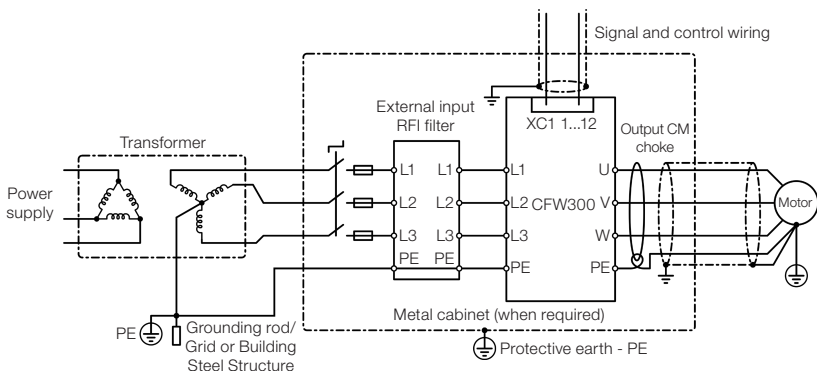 Signal and control wiring
External input
RFI filter
XC1 1...12
Output CM
choke
Transformer
Power
supply
L1 L1 L1 U
L2 L2 L2 CFW300 V Motor
L3 L3 L3 W
PE PE PE PE
Metal cabinet (when required)
PE Grounding rod/
Grid or Building
Steel Structure
Protective earth - PE